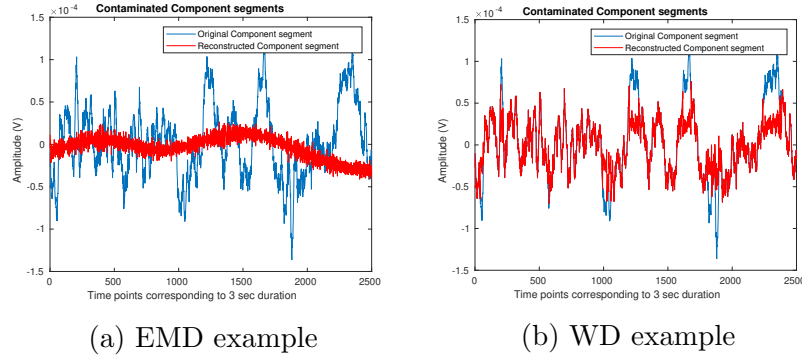 Contaminated Component segments
×10⁻⁴
1.5
1
0.5
0
-0.5
-1
-1.5
Amplitude (V)
Original Component segment
Reconstructed Component segment
0 500 1000 1500 2000 2500
Time points corresponding to 3 sec duration
(a) EMD example
Contaminated Component segments
×10⁻⁴
1.5
1
0.5
0
-0.5
-1
-1.5
Amplitude (V)
Original Component segment
Reconstructed Component segment
0 500 1000 1500 2000 2500
Time points corresponding to 3 sec duration
(b) WD example